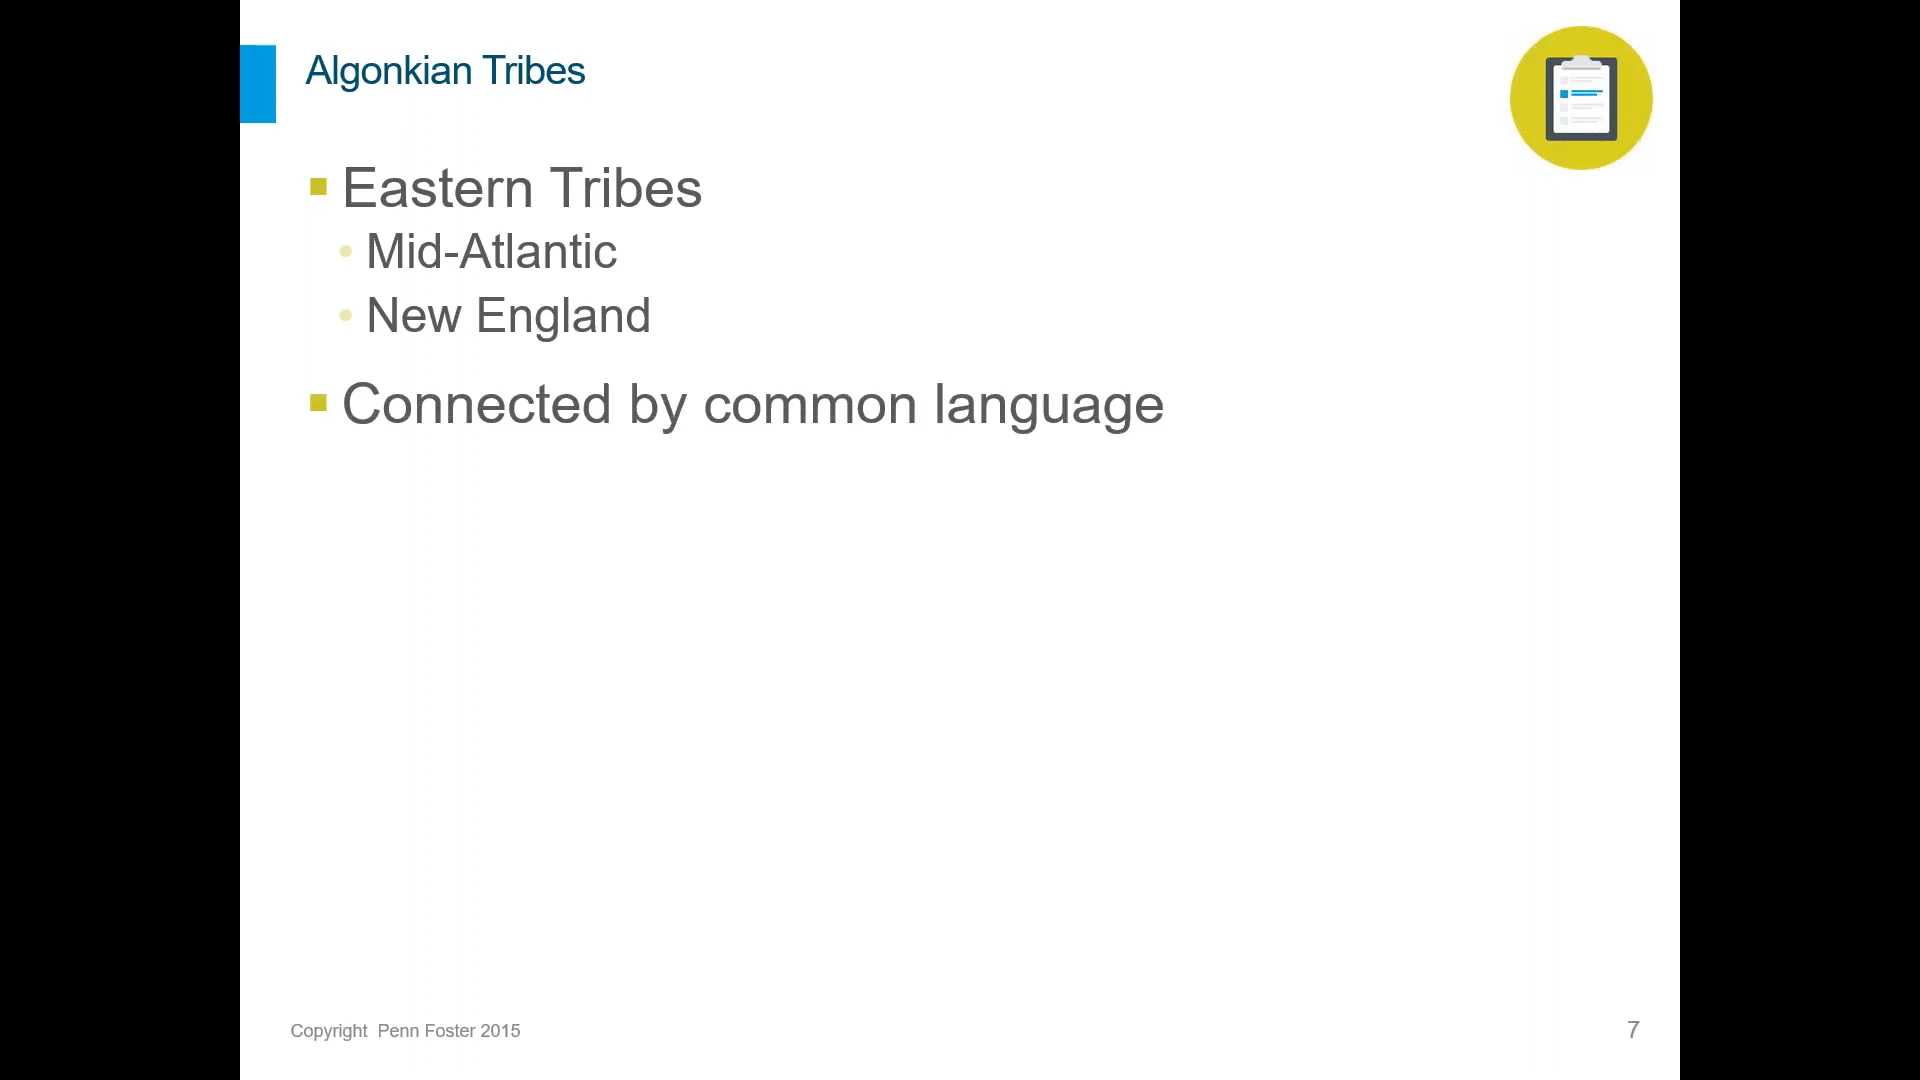 Algonkian Tribes
Eastern Tribes
Mid-Atlantic
New England
Connected by common language
Copyright Penn Foster 2015
7